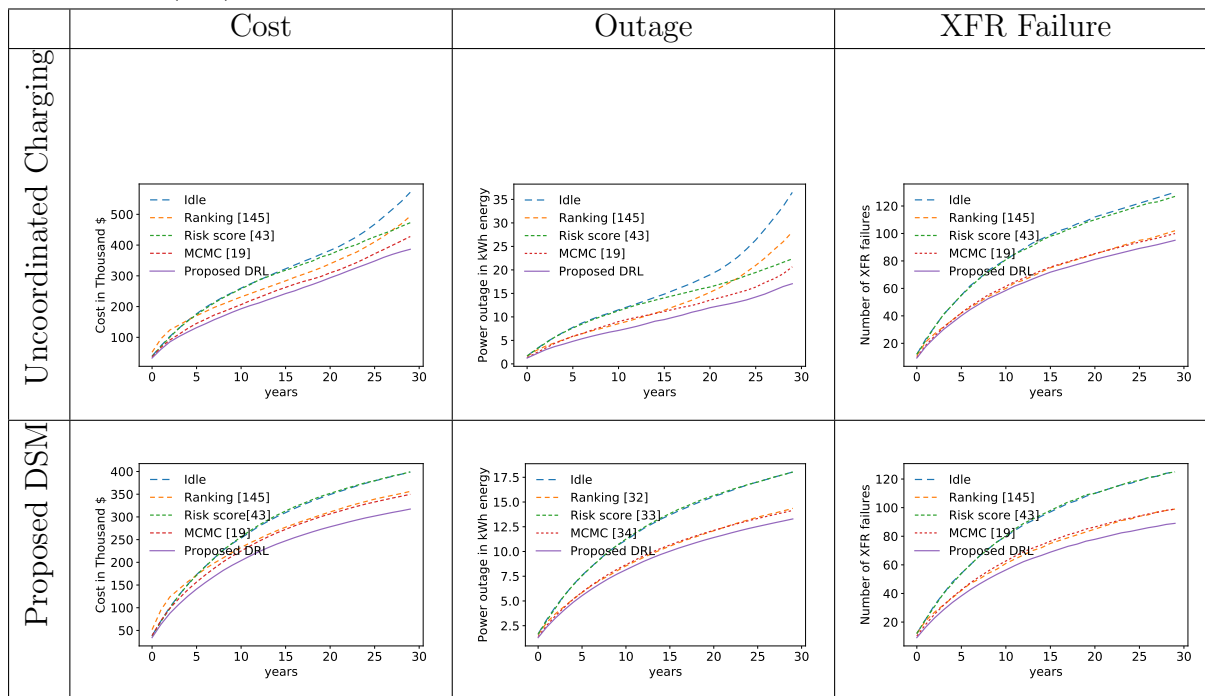 Cost Outage XFR Failure
Uncoordinated Charging
Cost in Thousand $
500
400
300
200
100
Idle
Ranking [145]
Risk score [43]
MCMC [19]
Proposed DRL
0 5 10 15 20 25 30
years
Power outage in kWh energy
35
30
25
20
15
10
5
0
Idle
Ranking [145]
Risk score [43]
MCMC [19]
Proposed DRL
0 5 10 15 20 25 30
years
Number of XFR failures
120
100
80
60
40
20
Idle
Ranking [145]
Risk score [43]
MCMC [19]
Proposed DRL
0 5 10 15 20 25 30
years
Proposed DSM
Cost in Thousand $
400
350
300
250
200
150
100
50
Idle
Ranking [145]
Risk score[43]
MCMC [19]
Proposed DRL
0 5 10 15 20 25 30
years
Power outage in kWh energy
17.5
15.0
12.5
10.0
7.5
5.0
2.5
Idle
Ranking [32]
Risk score [33]
MCMC [34]
Proposed DRL
0 5 10 15 20 25 30
years
Number of XFR failures
120
100
80
60
40
20
Idle
Ranking [145]
Risk score [43]
MCMC [19]
Proposed DRL
0 5 10 15 20 25 30
years